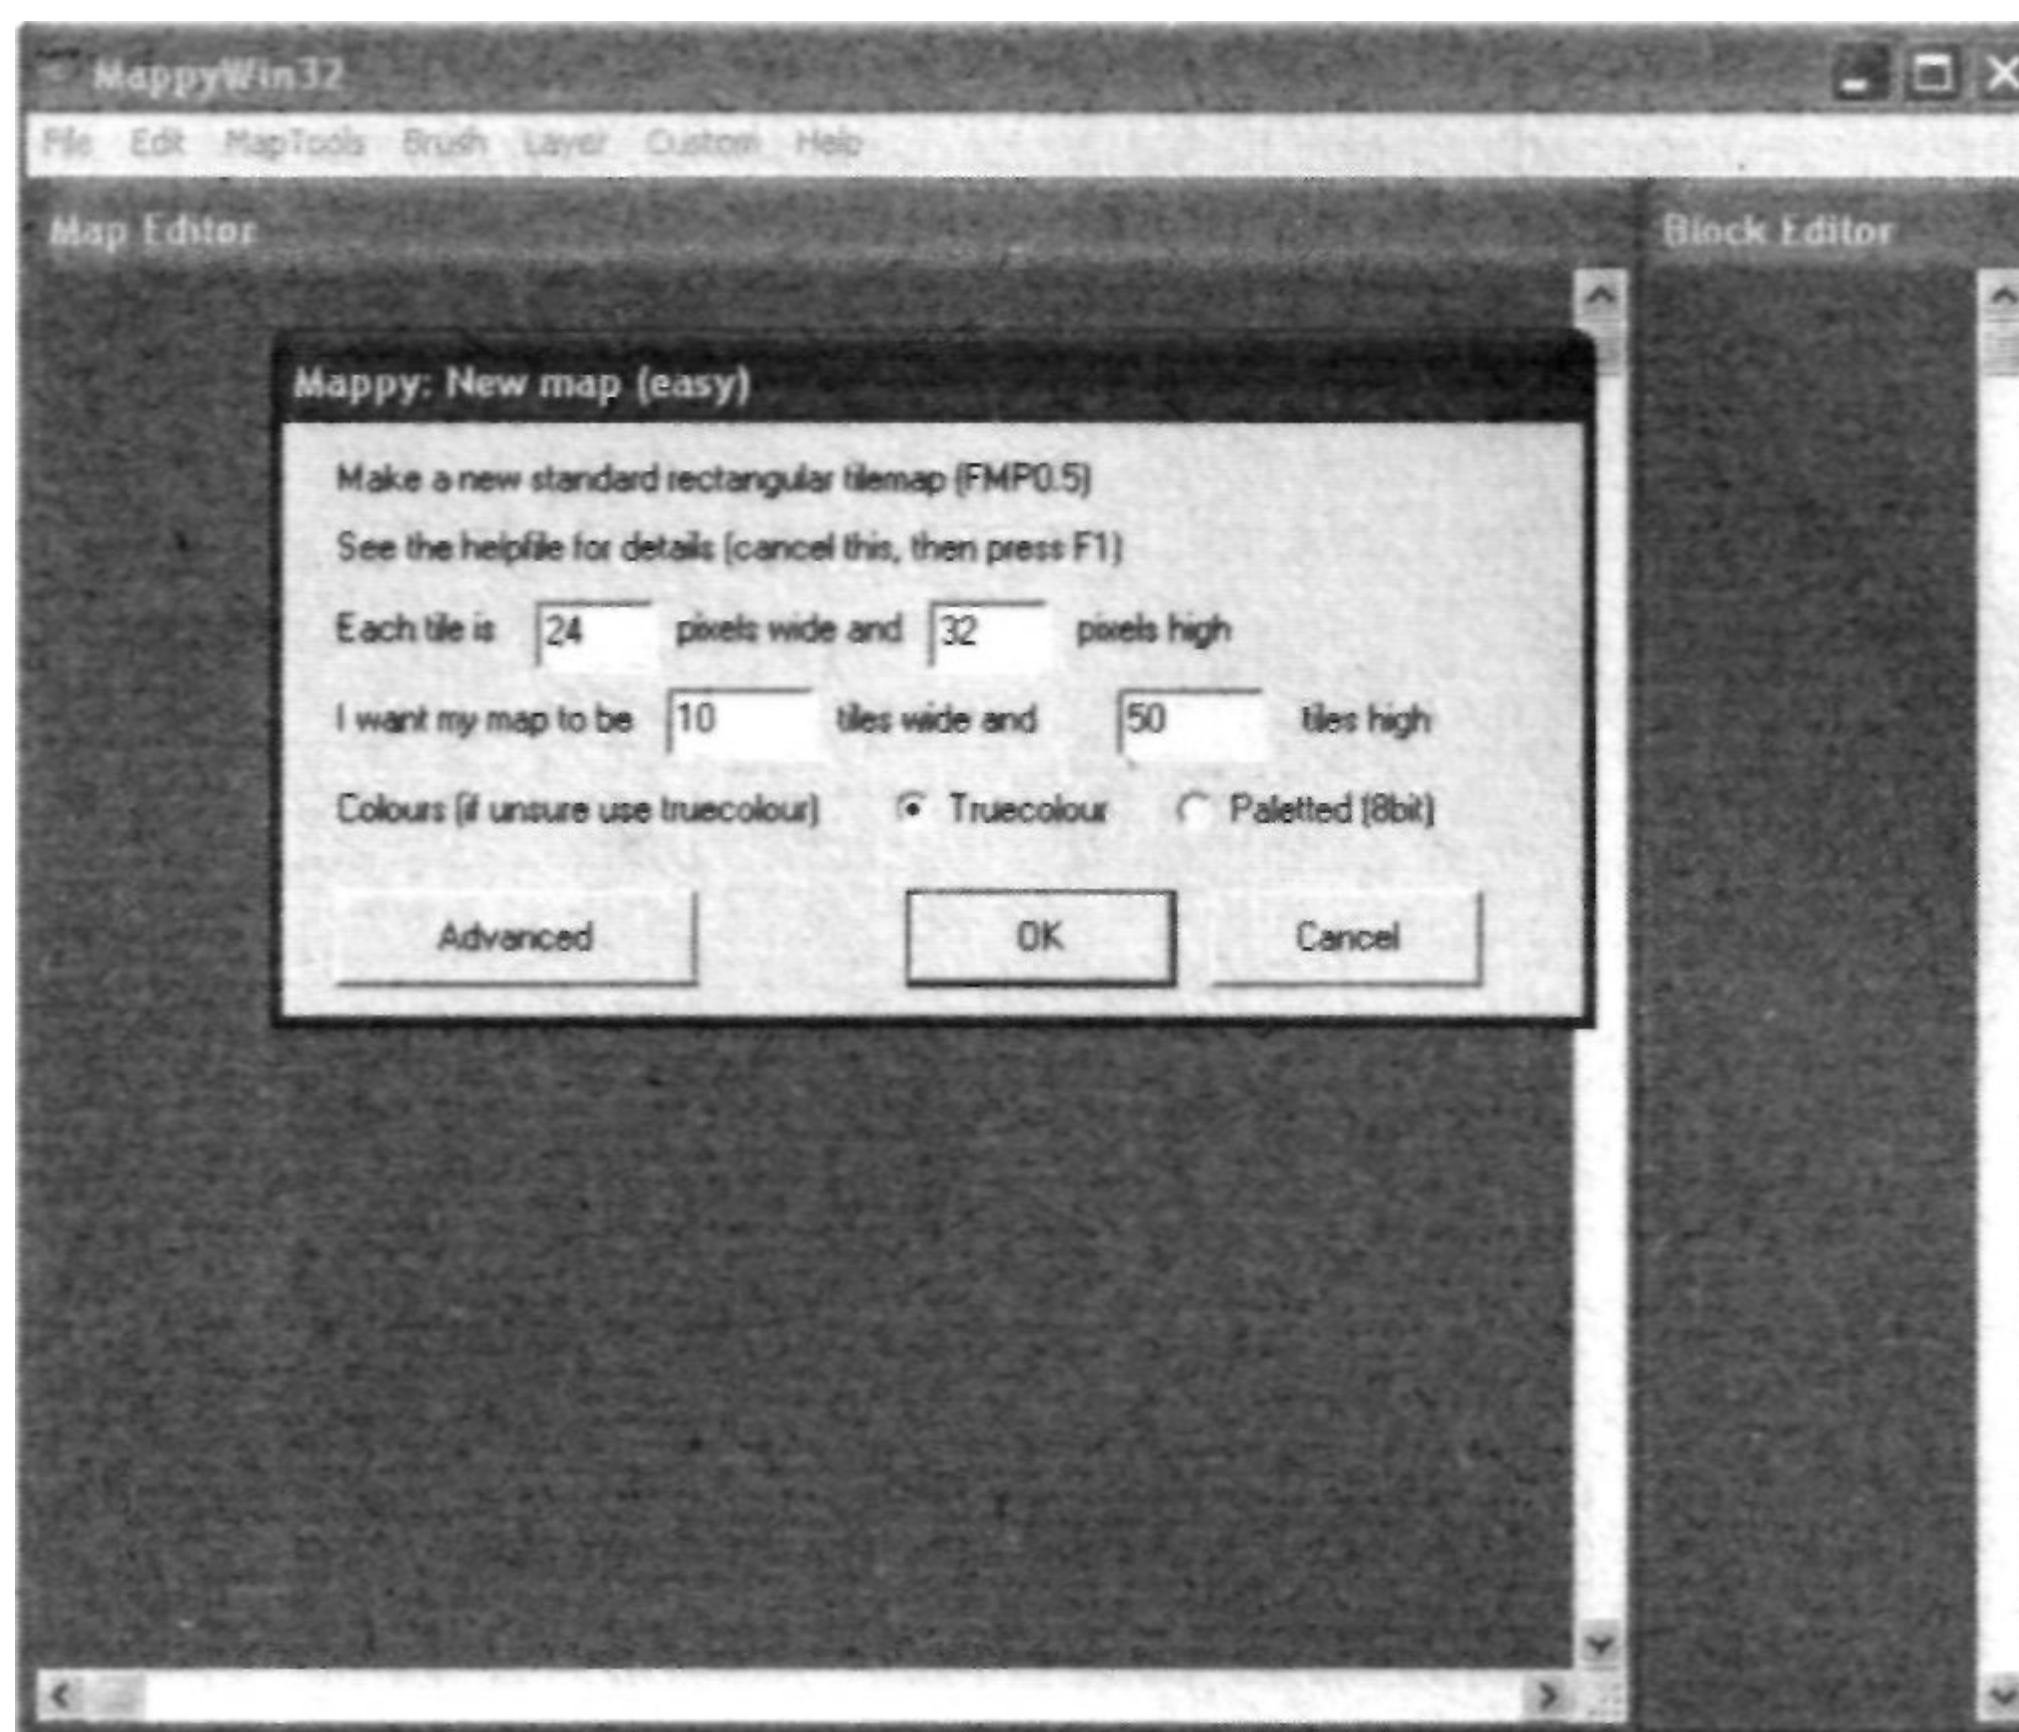 MappyWin32
File Edit MapTools Brush Layer Custom Help
Map Editor Block Editor
Mappy: New map (easy)
Make a new standard rectangular tilemap (FMP0.5)
See the helpfile for details (cancel this, then press F1)
Each tile is 24 pixels wide and 32 pixels high
I want my map to be 10 tiles wide and 50 tiles high
Colours (if unsure use truecolour) Truecolour Paletted (8bit)
Advanced OK Cancel